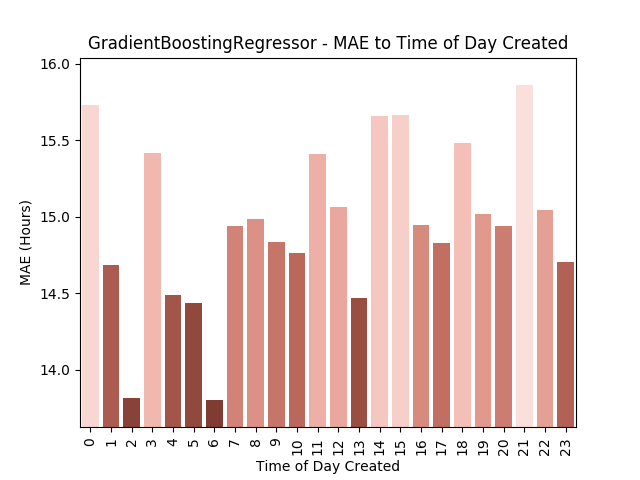 GradientBoostingRegressor - MAE to Time of Day Created
16.0
15.5
15.0
14.5
14.0
MAE (Hours)
0 1 2 3 4 5 6 7 8 9 10 11 12 13 14 15 16 17 18 19 20 21 22 23
Time of Day Created